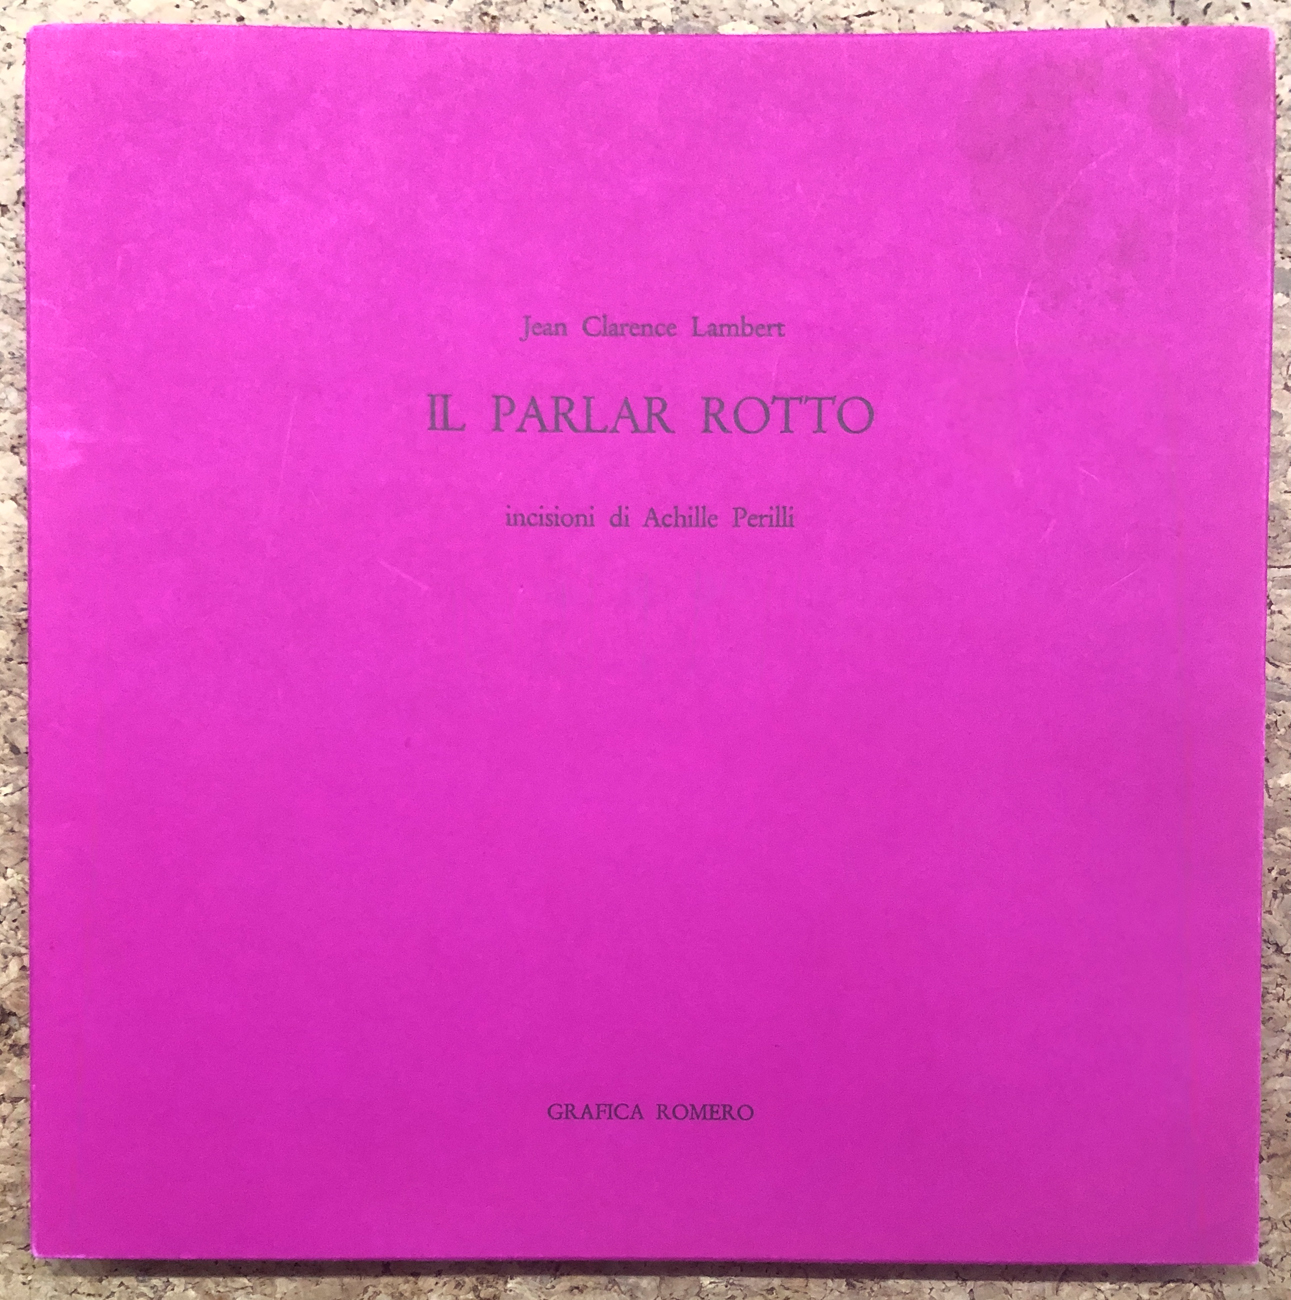 Jean Clarence Lambert
IL PARLAR ROTTO
incisioni di Achille Perilli
GRAFICA ROMERO